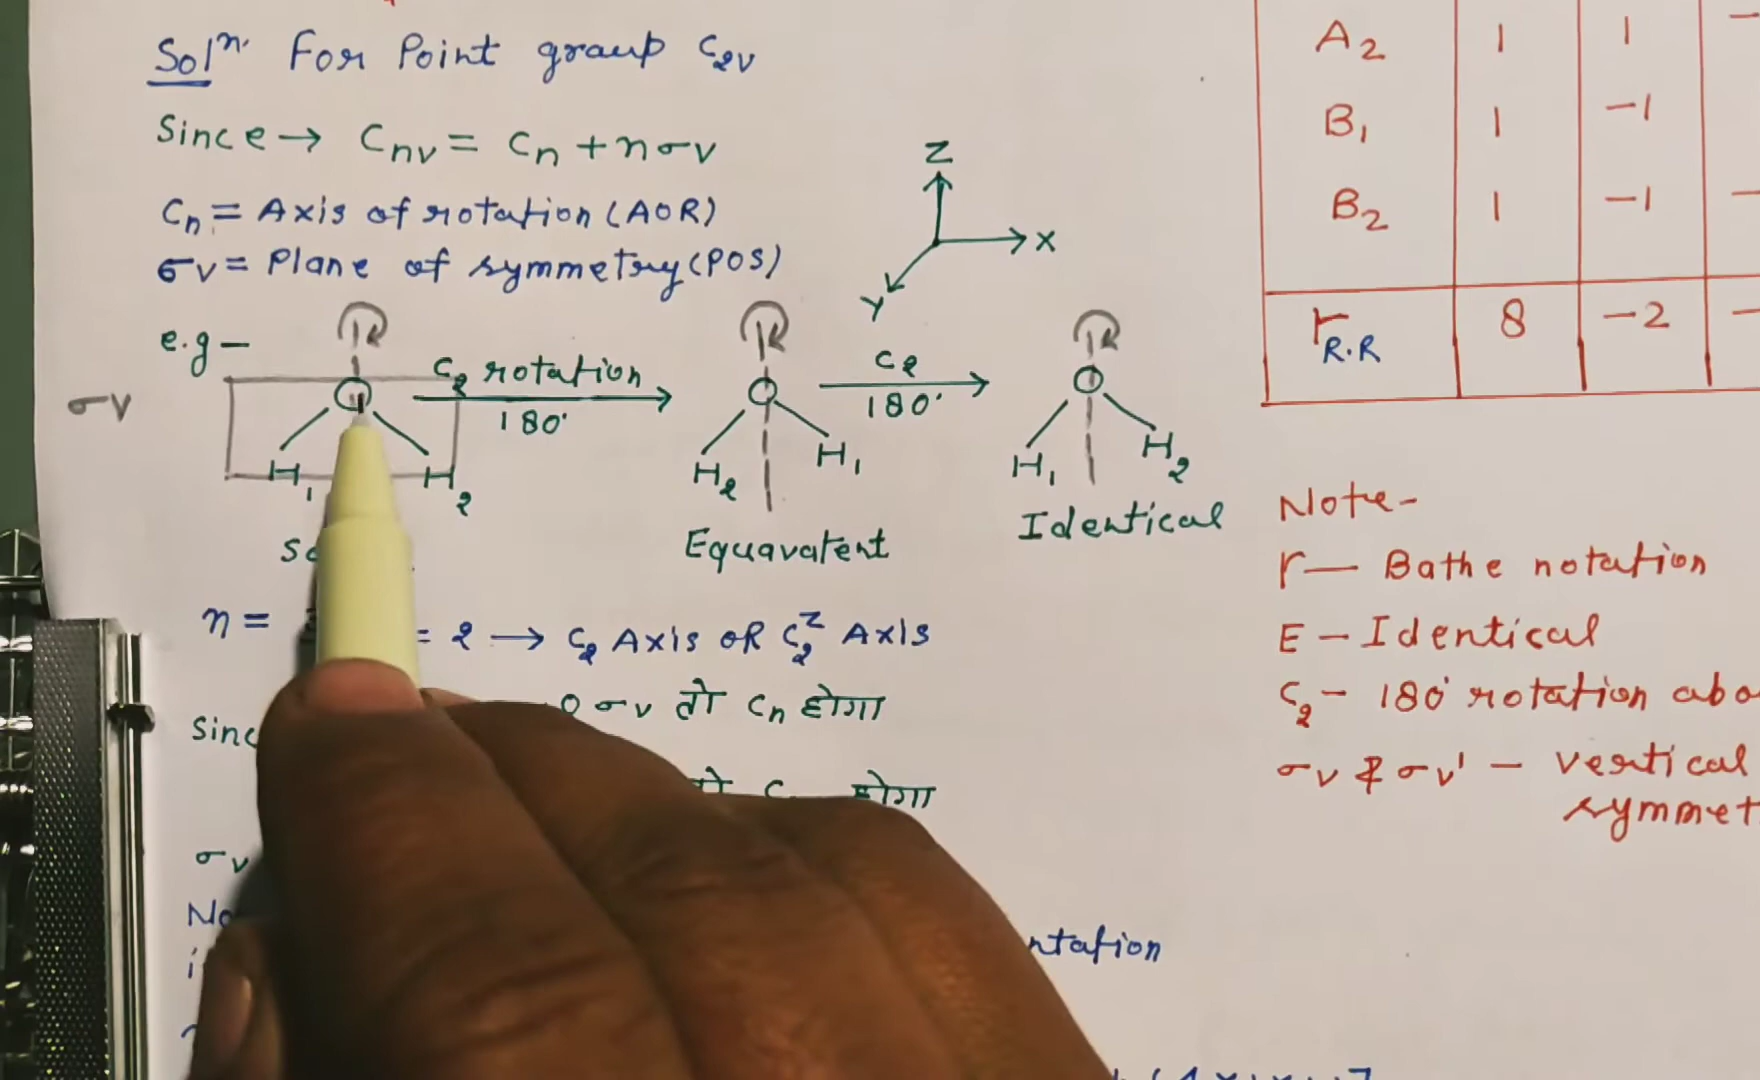 Solⁿ. For Point group C2v
Since → Cnv = Cn + nσv
Cn = Axis of rotation (AOR)
σv = Plane of symmetry (POS)
Z
X
Y
e.g –
σv
O
H1
H2
C2 rotation
180°
O
H2
H1
Equavalent
C2
180°
O
H1
H2
Identical
n =
= 2 → C2 Axis OR C2^Z Axis
σv तो Cn होगा
तो होगा
σv
ntation
A2 1 1 –
B1 1 –1
B2 1 –1 –
Γ R.R 8 –2 –
Note –
Γ — Bathe notation
E – Identical
C2 – 180° rotation abo
σv & σv' – vertical
symmet